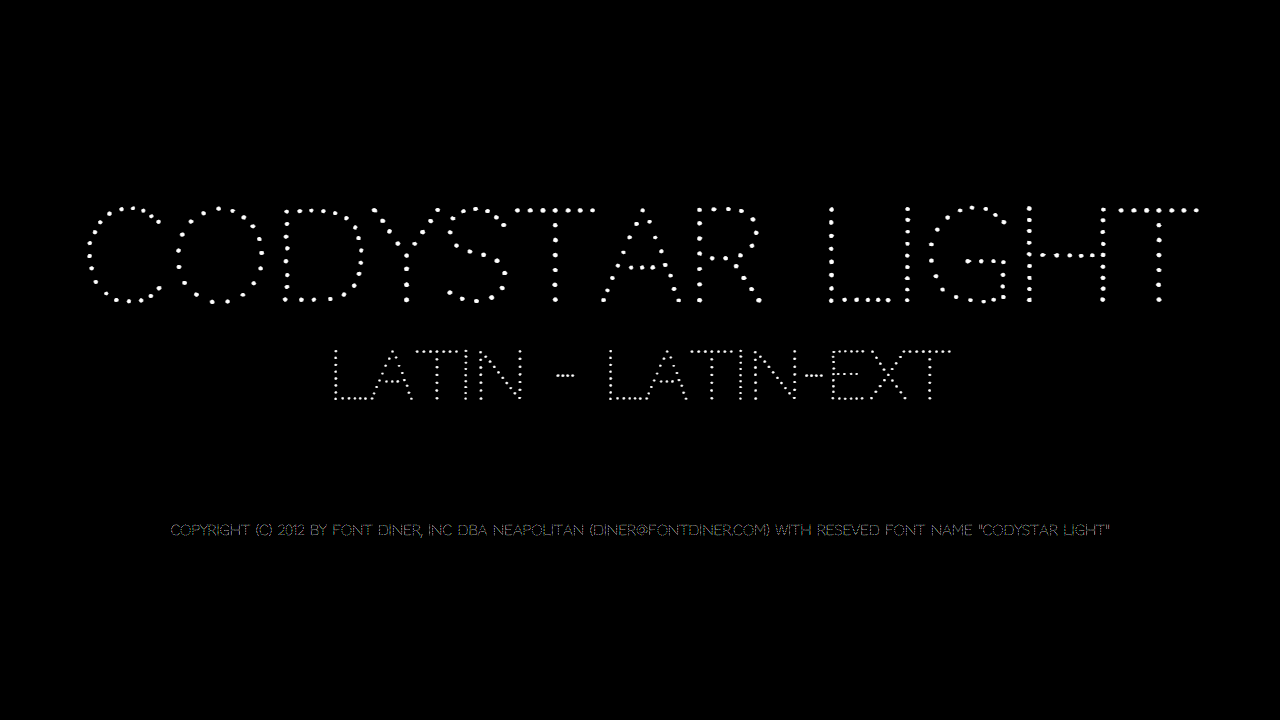 CODYSTAR LIGHT
LATIN - LATIN-EXT
COPYRIGHT (C) 2012 BY FONT DINER, INC DBA NEAPOLITAN (DINER@FONTDINER.COM) WITH RESEVED FONT NAME "CODYSTAR LIGHT"